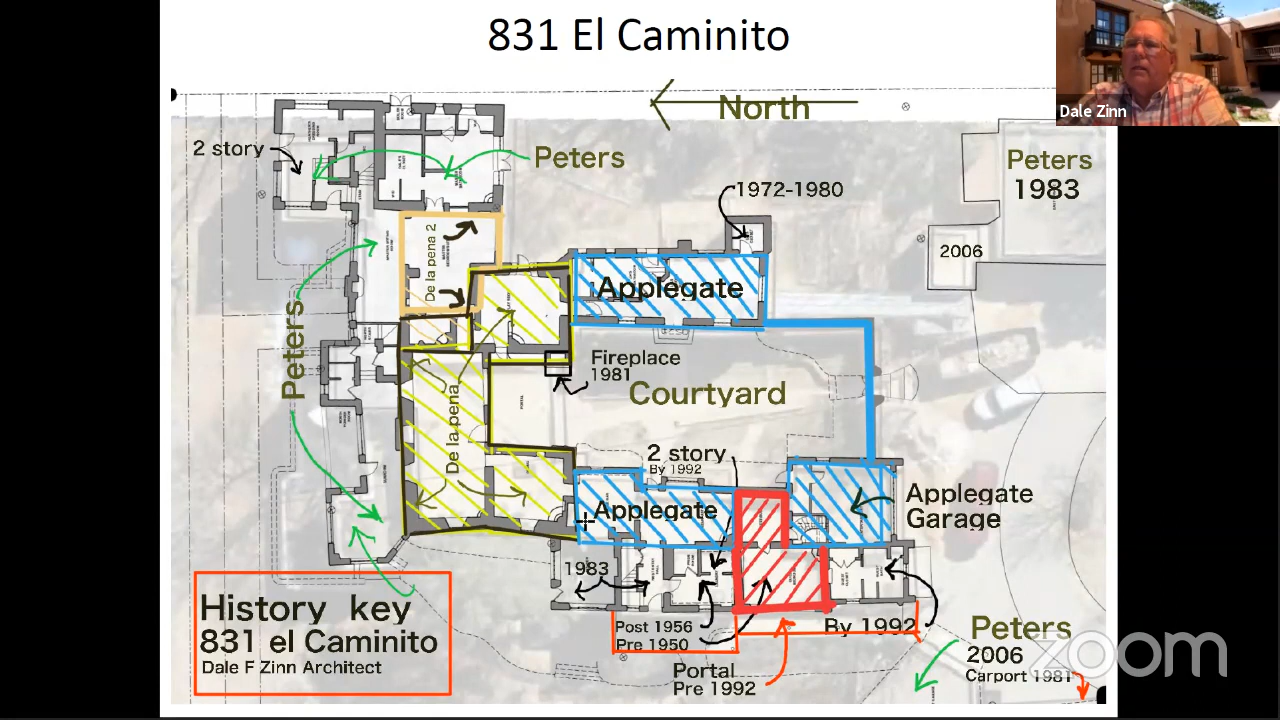 831 El Caminito
Dale Zinn
North
2 story
Peters
Peters
1983
1972-1980
2006
De la pena 2
Applegate
Peters
Fireplace
1981
Courtyard
De la pena
2 story
By 1992
Applegate
Applegate
Garage
1983
Post 1956
Pre 1950
By 1992
Portal
Pre 1992
History key
831 el Caminito
Dale F Zinn Architect
Peters
2006
Carport 1981
zoom